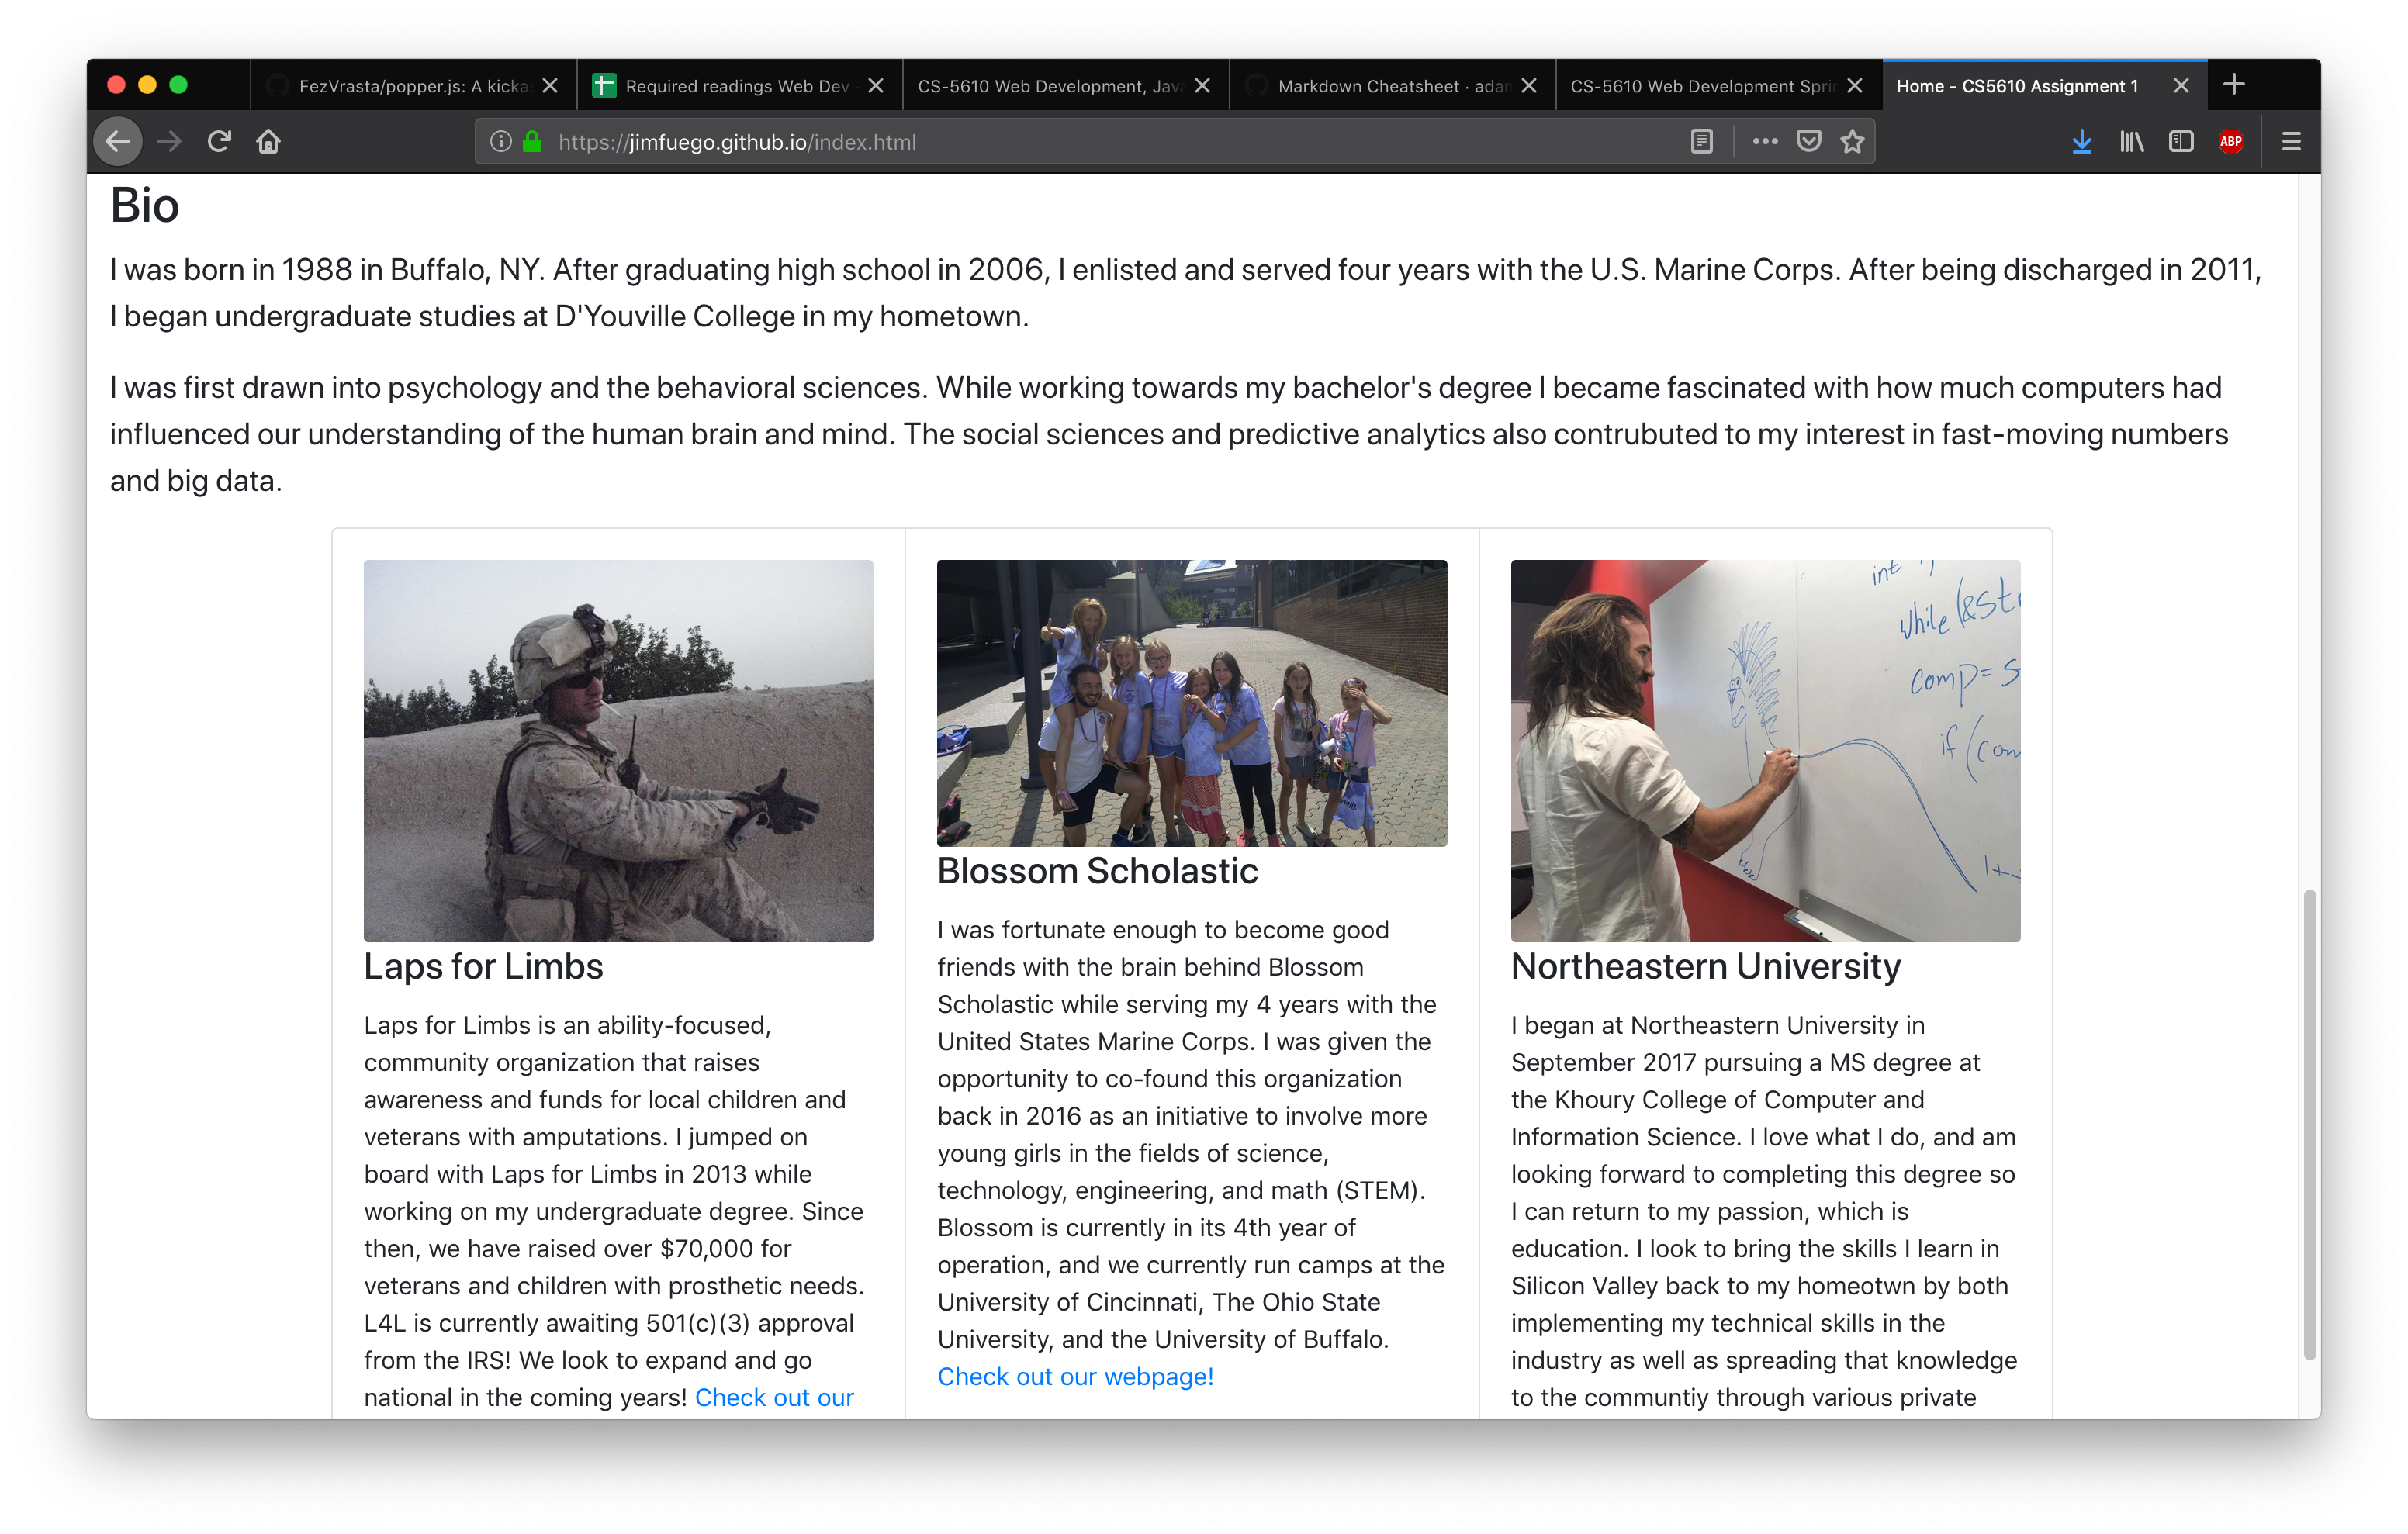 FezVrasta/popper.js: A kicka
Required readings Web Dev
CS-5610 Web Development, Java
Markdown Cheatsheet · adam
CS-5610 Web Development Sprin
Home - CS5610 Assignment 1
https://jimfuego.github.io/index.html
ABP
Bio
I was born in 1988 in Buffalo, NY. After graduating high school in 2006, I enlisted and served four years with the U.S. Marine Corps. After being discharged in 2011,
I began undergraduate studies at D'Youville College in my hometown.
I was first drawn into psychology and the behavioral sciences. While working towards my bachelor's degree I became fascinated with how much computers had
influenced our understanding of the human brain and mind. The social sciences and predictive analytics also contrubuted to my interest in fast-moving numbers
and big data.
Laps for Limbs
Laps for Limbs is an ability-focused,
community organization that raises
awareness and funds for local children and
veterans with amputations. I jumped on
board with Laps for Limbs in 2013 while
working on my undergraduate degree. Since
then, we have raised over $70,000 for
veterans and children with prosthetic needs.
L4L is currently awaiting 501(c)(3) approval
from the IRS! We look to expand and go
national in the coming years! Check out our
Blossom Scholastic
I was fortunate enough to become good
friends with the brain behind Blossom
Scholastic while serving my 4 years with the
United States Marine Corps. I was given the
opportunity to co-found this organization
back in 2016 as an initiative to involve more
young girls in the fields of science,
technology, engineering, and math (STEM).
Blossom is currently in its 4th year of
operation, and we currently run camps at the
University of Cincinnati, The Ohio State
University, and the University of Buffalo.
Check out our webpage!
int
while (&st
comp= s
if (com
i+
Northeastern University
I began at Northeastern University in
September 2017 pursuing a MS degree at
the Khoury College of Computer and
Information Science. I love what I do, and am
looking forward to completing this degree so
I can return to my passion, which is
education. I look to bring the skills I learn in
Silicon Valley back to my homeotwn by both
implementing my technical skills in the
industry as well as spreading that knowledge
to the communtiy through various private